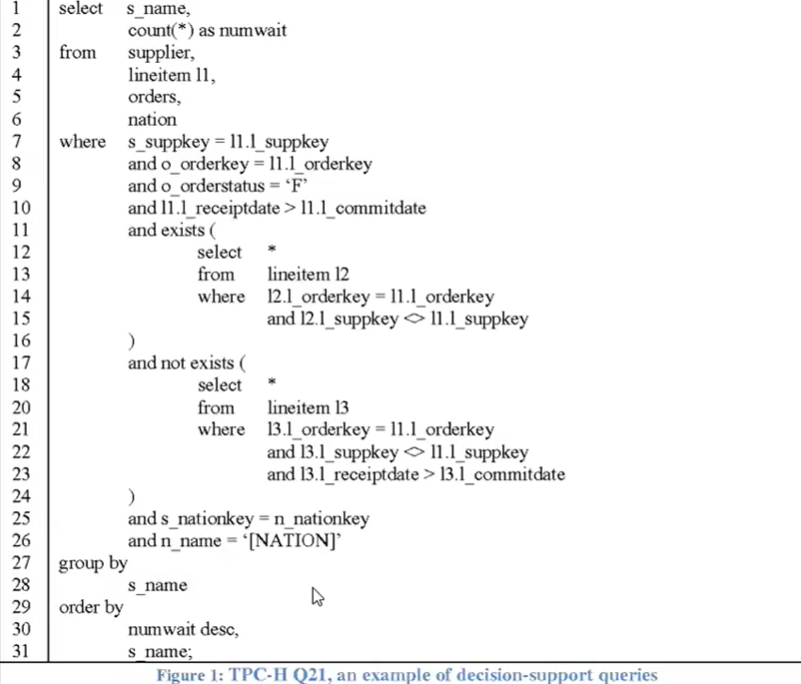 1 select s_name,
2 count(*) as numwait
3 from supplier,
4 lineitem l1,
5 orders,
6 nation
7 where s_suppkey = l1.l_suppkey
8 and o_orderkey = l1.l_orderkey
9 and o_orderstatus = ‘F’
10 and l1.l_receiptdate > l1.l_commitdate
11 and exists (
12 select *
13 from lineitem l2
14 where l2.l_orderkey = l1.l_orderkey
15 and l2.l_suppkey <> l1.l_suppkey
16 )
17 and not exists (
18 select *
20 from lineitem l3
21 where l3.l_orderkey = l1.l_orderkey
22 and l3.l_suppkey <> l1.l_suppkey
23 and l3.l_receiptdate > l3.l_commitdate
24 )
25 and s_nationkey = n_nationkey
26 and n_name = ‘[NATION]’
27 group by
28 s_name
29 order by
30 numwait desc,
31 s_name;
Figure 1: TPC-H Q21, an example of decision-support queries